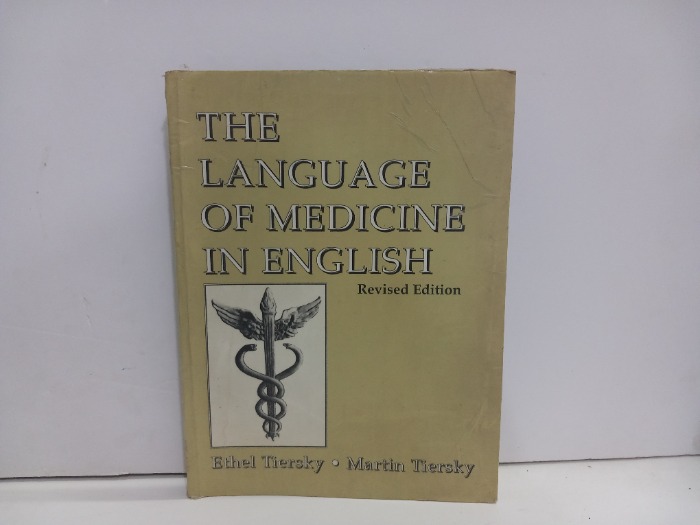 THE
LANGUAGE
OF MEDICINE
IN ENGLISH
Revised Edition
Ethel Tiersky • Martin Tiersky